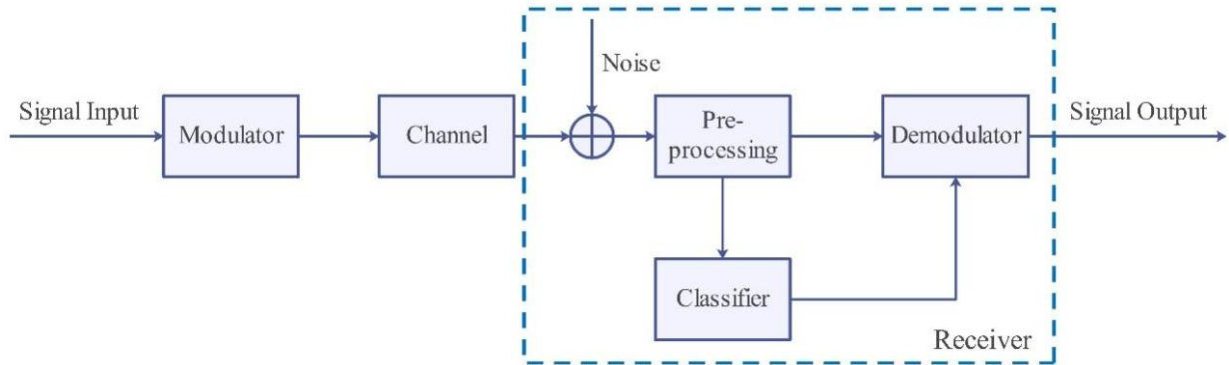 Noise
Signal Input
Modulator
Channel
Pre-
processing
Demodulator
Signal Output
Classifier
Receiver